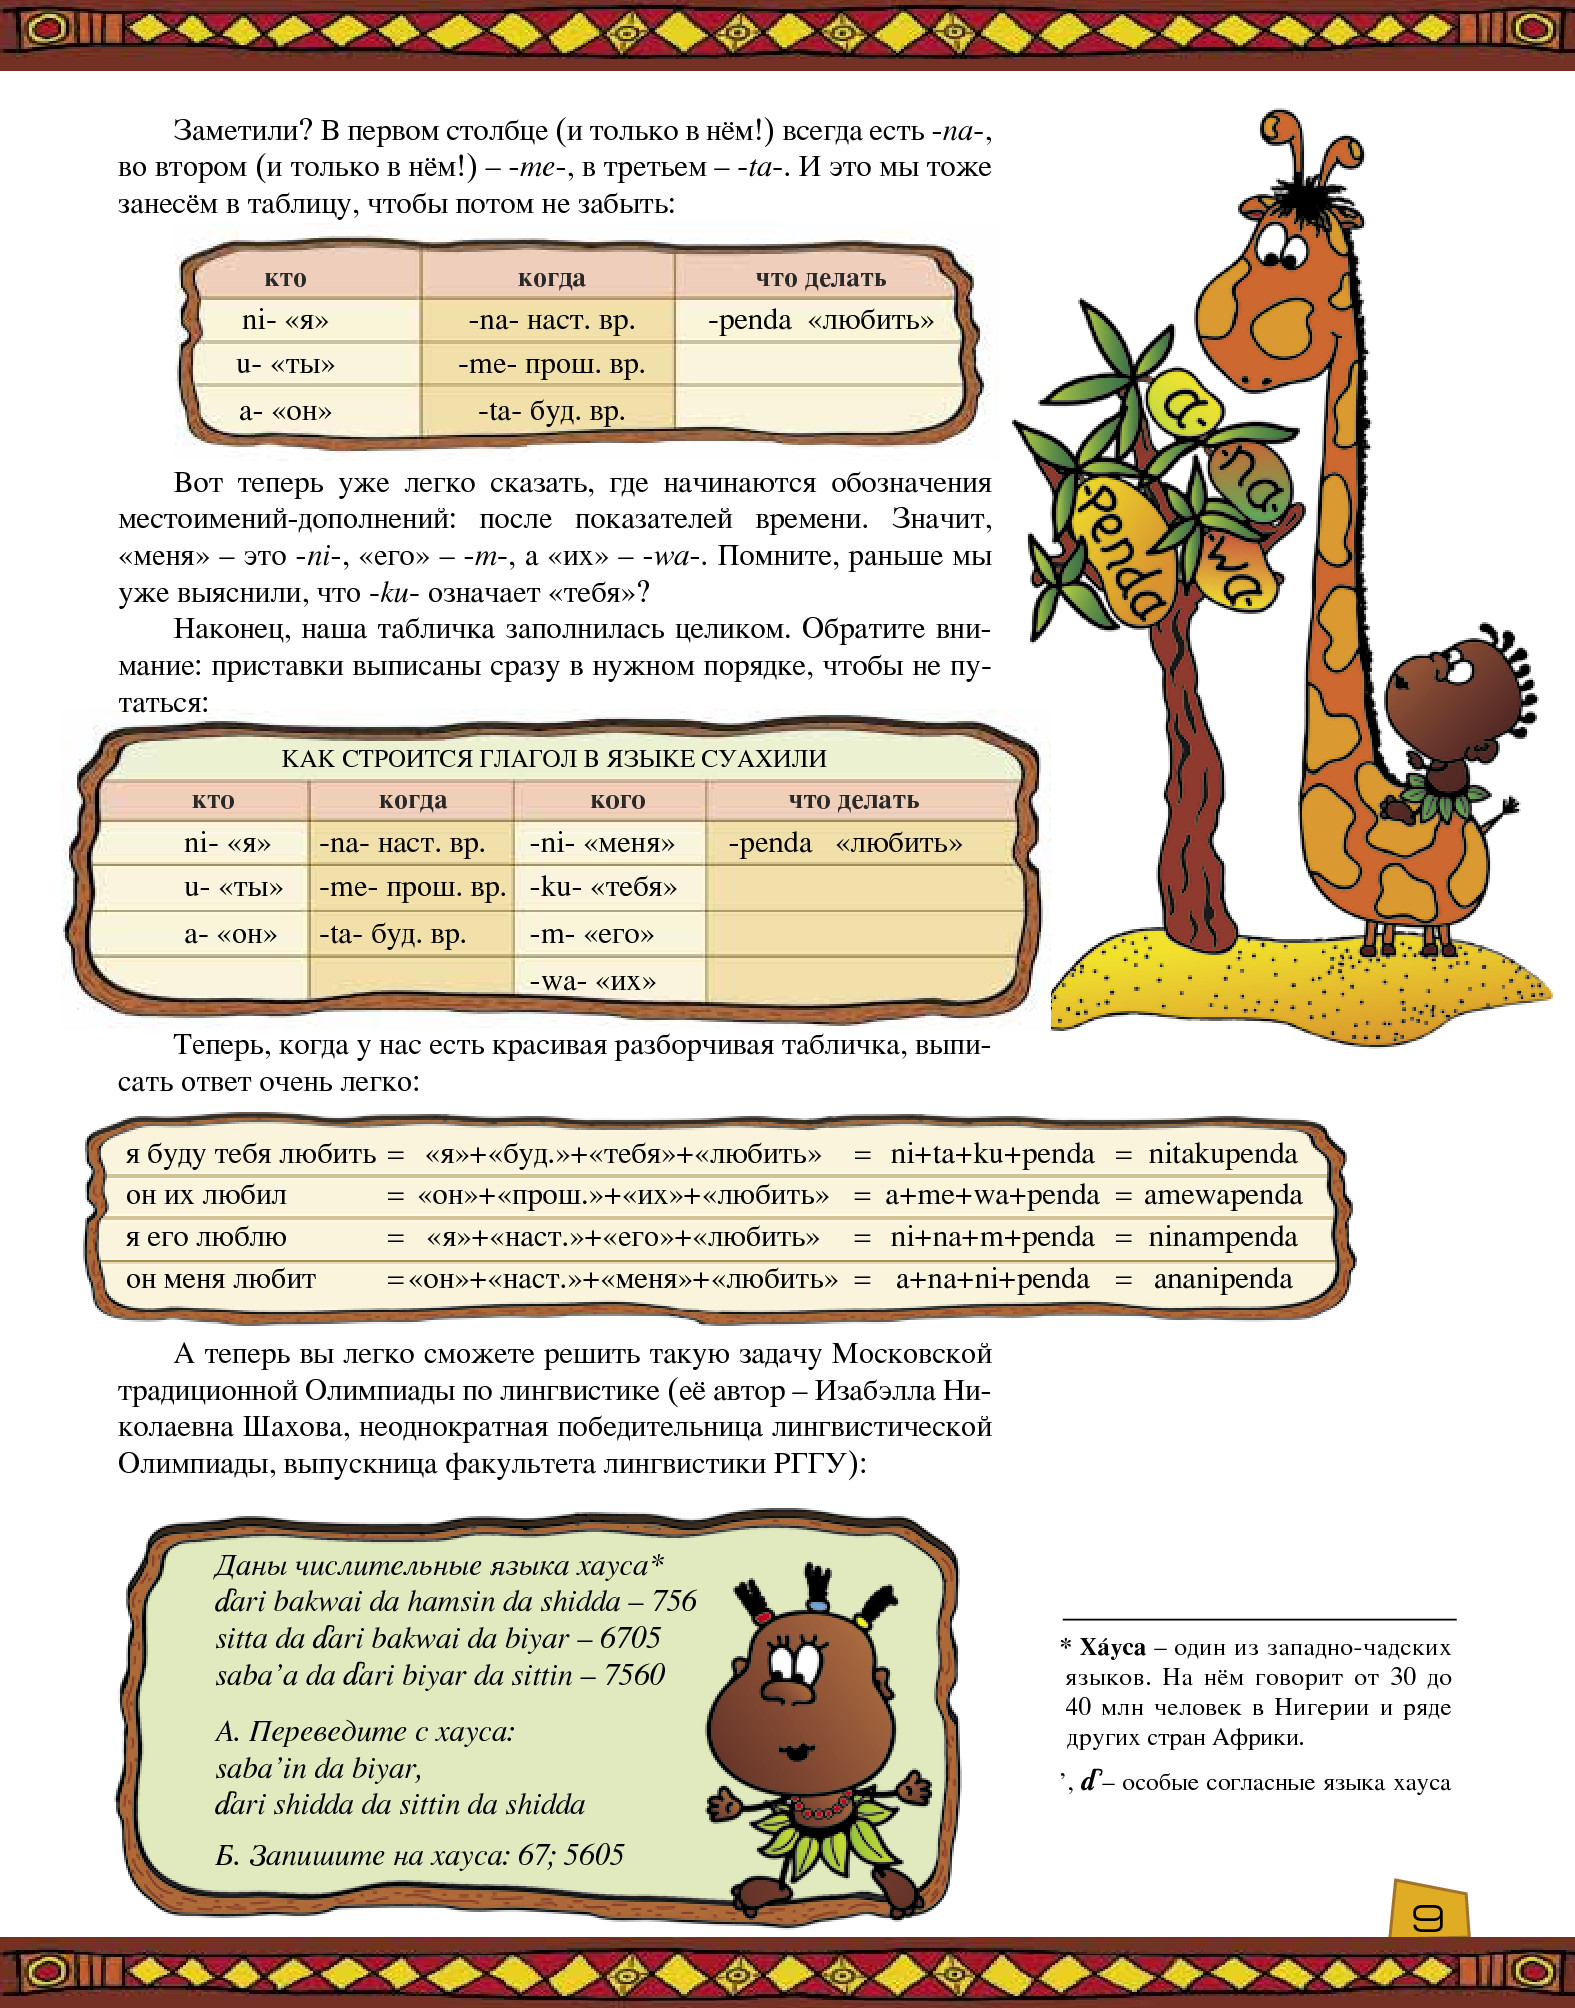 Заметили? В первом столбце (и только в нём!) всегда есть -na-,
во втором (и только в нём!) – -me-, в третьем – -ta-. И это мы тоже
занесём в таблицу, чтобы потом не забыть:
кто когда что делать
ni- «я» -na- наст. вр. -penda «любить»
u- «ты» -me- прош. вр.
a- «он» -ta- буд. вр.
Вот теперь уже легко сказать, где начинаются обозначения
местоимений-дополнений: после показателей времени. Значит,
«меня» – это -ni-, «его» – -m-, а «их» – -wa-. Помните, раньше мы
уже выяснили, что -ku- означает «тебя»?
Наконец, наша табличка заполнилась целиком. Обратите вни-
мание: приставки выписаны сразу в нужном порядке, чтобы не пу-
таться:
a-
-na-
-penda
-wa-
КАК СТРОИТСЯ ГЛАГОЛ В ЯЗЫКЕ СУАХИЛИ
кто когда кого что делать
ni- «я» -na- наст. вр. -ni- «меня» -penda «любить»
u- «ты» -me- прош. вр. -ku- «тебя»
a- «он» -ta- буд. вр. -m- «его»
-wa- «их»
Теперь, когда у нас есть красивая разборчивая табличка, выпи-
сать ответ очень легко:
я буду тебя любить = «я»+«буд.»+«тебя»+«любить» = ni+ta+ku+penda = nitakupenda
он их любил = «он»+«прош.»+«их»+«любить» = a+me+wa+penda = amewapenda
я его люблю = «я»+«наст.»+«его»+«любить» = ni+na+m+penda = ninampenda
он меня любит =«он»+«наст.»+«меня»+«любить» = a+na+ni+penda = ananipenda
А теперь вы легко сможете решить такую задачу Московской
традиционной Олимпиады по лингвистике (её автор – Изабэлла Ни-
колаевна Шахова, неоднократная победительница лингвистической
Олимпиады, выпускница факультета лингвистики РГГУ):
Даны числительные языка хауса*
ɗari bakwai da hamsin da shidda – 756
sitta da ɗari bakwai da biyar – 6705
saba’a da ɗari biyar da sittin – 7560
А. Переведите с хауса:
saba’in da biyar,
ɗari shidda da sittin da shidda
Б. Запишите на хауса: 67; 5605
* Ха́уса – один из западно-чадских
языков. На нём говорит от 30 до
40 млн человек в Нигерии и ряде
других стран Африки.
’, ɗ – особые согласные языка хауса
9